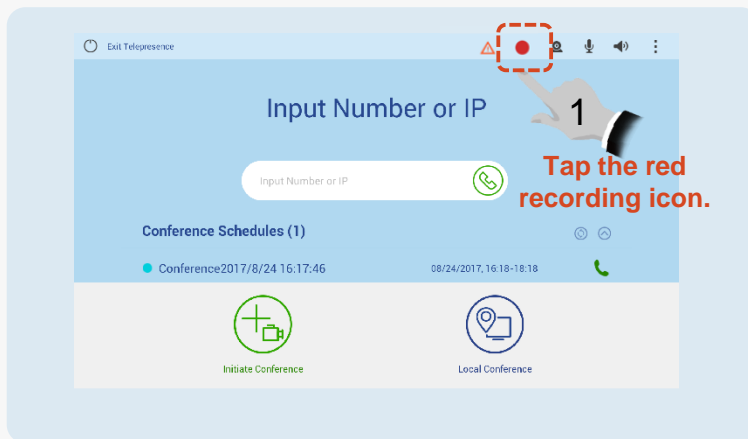 Exit Telepresence
Input Number or IP
1
Tap the red
recording icon.
Input Number or IP
Conference Schedules (1)
Conference2017/8/24 16:17:46 08/24/2017, 16:18-18:18
Initiate Conference Local Conference